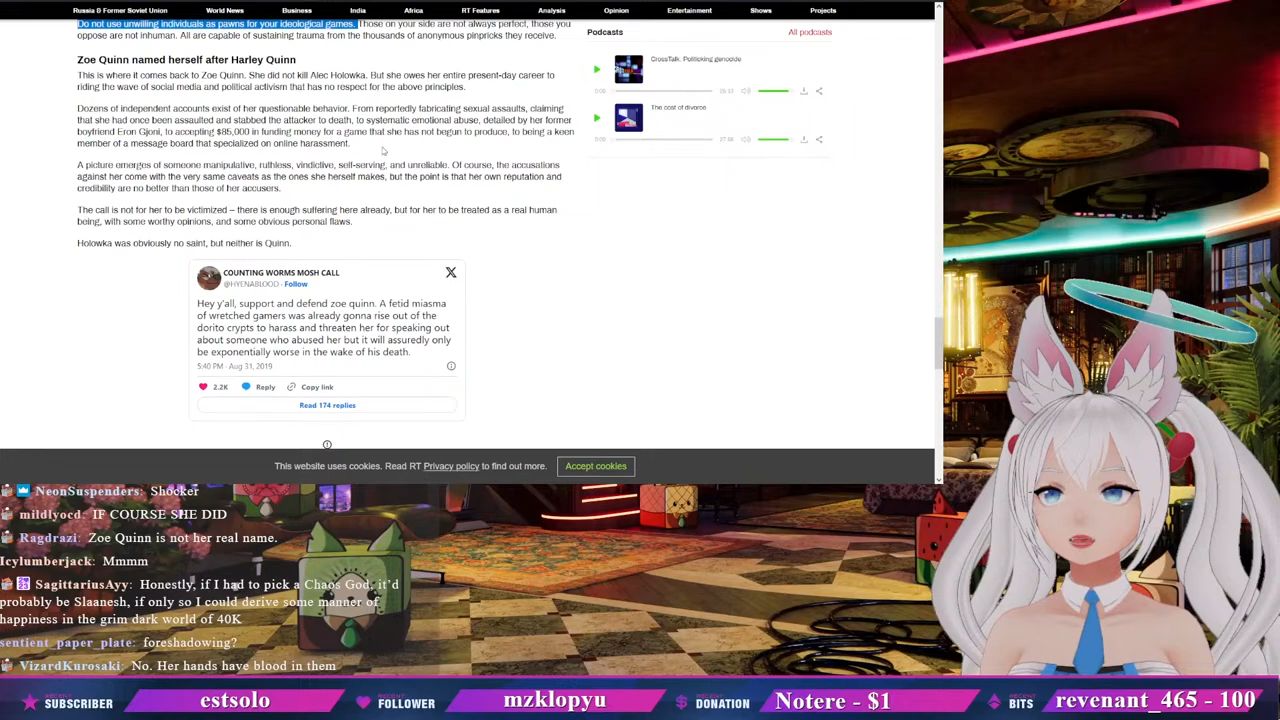 Russia & Former Soviet Union World News Business India Africa RT Features Analysis Opinion Entertainment Shows Projects
Do not use unwilling individuals as pawns for your ideological games. Those on your side are not always perfect, those you
oppose are not inhuman. All are capable of sustaining trauma from the thousands of anonymous pinpricks they receive.
Zoe Quinn named herself after Harley Quinn
This is where it comes back to Zoe Quinn. She did not kill Alec Holowka. But she owes her entire present-day career to
riding the wave of social media and political activism that has no respect for the above principles.
Dozens of independent accounts exist of her questionable behavior. From reportedly fabricating sexual assaults, claiming
that she had once been assaulted and stabbed the attacker to death, to systematic emotional abuse, detailed by her former
boyfriend Eron Gjoni, to accepting $85,000 in funding money for a game that she has not begun to produce, to being a keen
member of a message board that specialized on online harassment.
A picture emerges of someone manipulative, ruthless, vindictive, self-serving, and unreliable. Of course, the accusations
against her come with the very same caveats as the ones she herself makes, but the point is that her own reputation and
credibility are no better than those of her accusers.
The call is not for her to be victimized – there is enough suffering here already, but for her to be treated as a real human
being, with some worthy opinions, and some obvious personal flaws.
Holowka was obviously no saint, but neither is Quinn.
COUNTING WORMS MOSH CALL
@HYENABLOOD · Follow
Hey y'all, support and defend zoe quinn. A fetid miasma
of wretched gamers was already gonna rise out of the
dorito crypts to harass and threaten her for speaking out
about someone who abused her but it will assuredly only
be exponentially worse in the wake of his death.
5:40 PM · Aug 31, 2019
2.2K Reply Copy link
Read 174 replies
Podcasts All podcasts
CrossTalk: Politicking genocide
0:00
The cost of divorce
0:00 27:38
This website uses cookies. Read RT Privacy policy to find out more. Accept cookies
NeonSuspenders: Shocker
mildlyocd: IF COURSE SHE DID
Ragdrazi: Zoe Quinn is not her real name.
Icylumberjack: Mmmm
SagittariusAyy: Honestly, if I had to pick a Chaos God, it'd
probably be Slaanesh, if only so I could derive some manner of
happiness in the grim dark world of 40K
sentient_paper_plate: foreshadowing?
VizardKurosaki: No. Her hands have blood in them
RECENT SUBSCRIBER estsolo RECENT FOLLOWER mzklopyu RECENT DONATION Notere - $1 RECENT BITS revenant_465 - 100